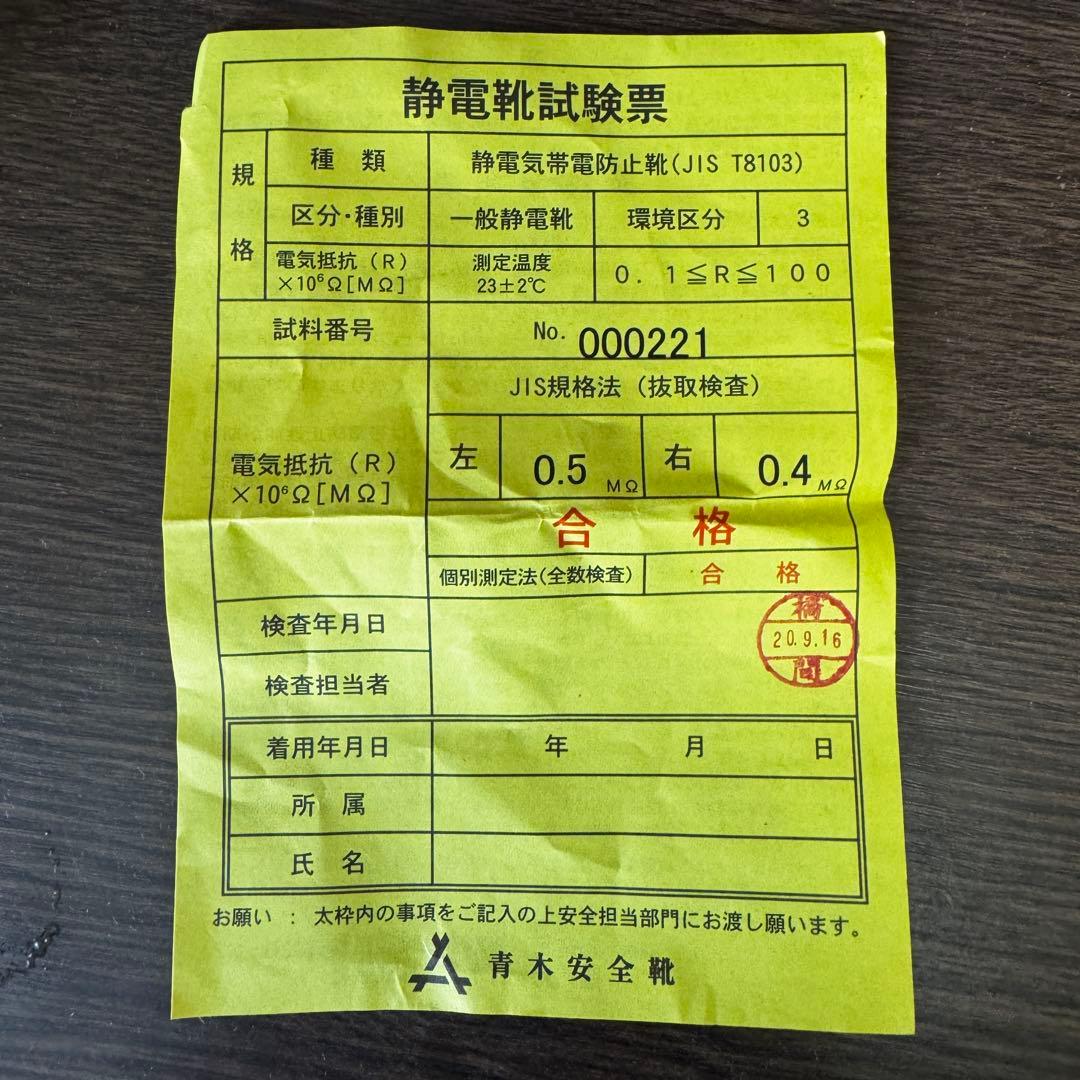 静電靴試験票
規格
種類 静電気帯電防止靴(JIS T8103)
区分・種別 一般静電靴 環境区分 3
電気抵抗(R)
×10⁶Ω[MΩ]
測定温度
23±2℃
0.1≦R≦100
試料番号 No. 000221
JIS規格法(抜取検査)
電気抵抗(R)
×10⁶Ω[MΩ]
左 0.5 MΩ 右 0.4 MΩ
合格
個別測定法(全数検査) 合格
検査年月日
20.9.16
検査担当者
着用年月日 年 月 日
所属
氏名
お願い : 太枠内の事項をご記入の上安全担当部門にお渡し願います。
青木安全靴